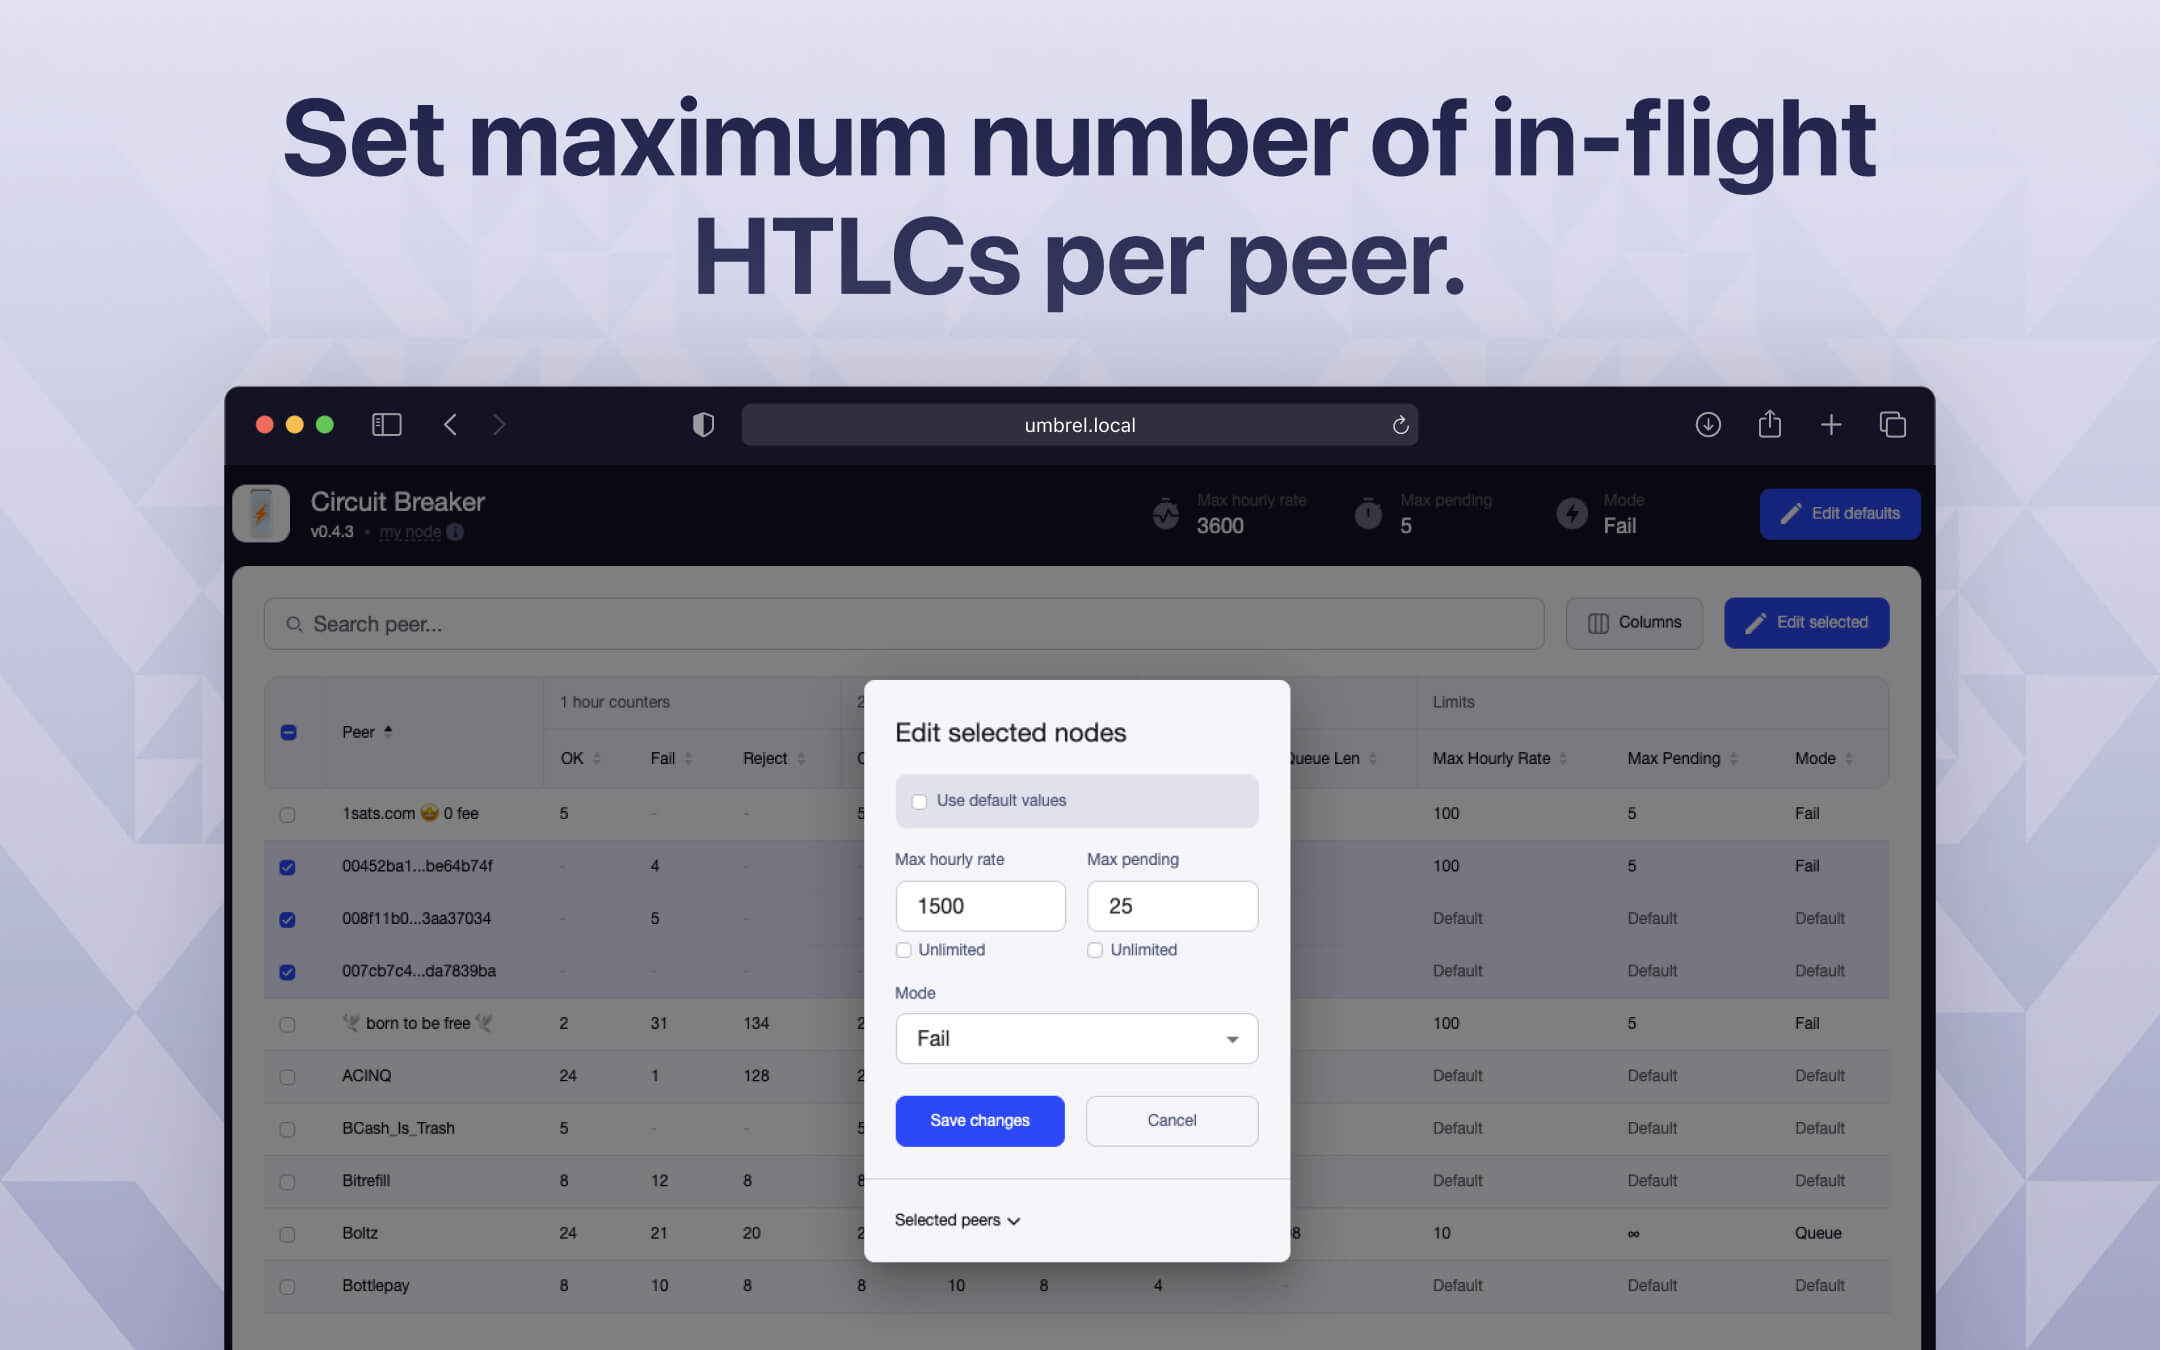 Set maximum number of in-flight
HTLCs per peer.
umbrel.local
Circuit Breaker
v0.4.3 • my node
Max hourly rate
3600
Max pending
5
Mode
Fail
Edit defaults
Search peer...
Columns
Edit selected
Peer
1 hour counters
Limits
OK Fail Reject
Queue Len Max Hourly Rate Max Pending Mode
1sats.com 🤩 0 fee 5 - - 5 100 5 Fail
00452ba1...be64b74f - 4 - - 100 5 Fail
008f11b0...3aa37034 - 5 - - Default Default Default
007cb7c4...da7839ba - - - - Default Default Default
🕊 born to be free 🕊 2 31 134 2 100 5 Fail
ACINQ 24 1 128 2 Default Default Default
BCash_Is_Trash 5 - - 5 Default Default Default
Bitrefill 8 12 8 8 Default Default Default
Boltz 24 21 20 2 8 10 ∞ Queue
Bottlepay 8 10 8 8 10 8 4 - Default Default Default
Edit selected nodes
Use default values
Max hourly rate Max pending
1500 25
Unlimited Unlimited
Mode
Fail
Save changes Cancel
Selected peers